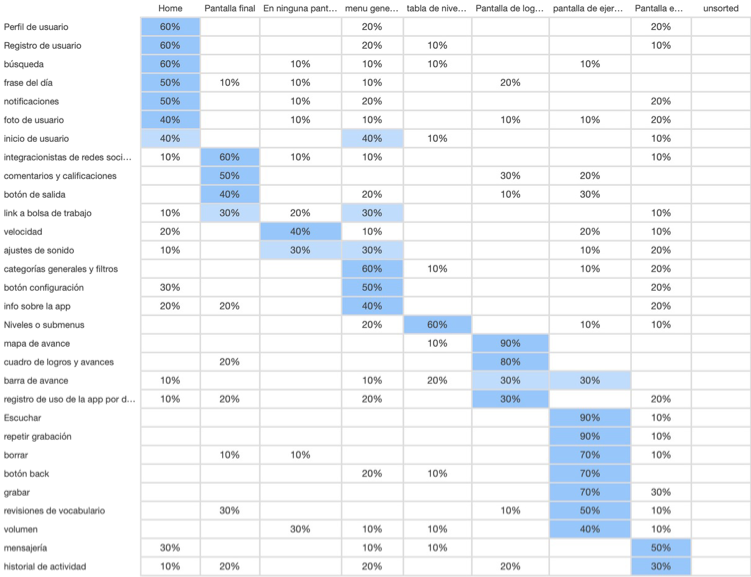 Home Pantalla final En ninguna pant... menu gene... tabla de nive... Pantalla de log... pantalla de ejer... Pantalla e... unsorted
Perfil de usuario 60% 20% 20%
Registro de usuario 60% 20% 10% 10%
búsqueda 60% 10% 10% 10% 10%
frase del día 50% 10% 10% 10% 20%
notificaciones 50% 10% 20% 20%
foto de usuario 40% 10% 10% 10% 10% 20%
inicio de usuario 40% 40% 10% 10%
integracionistas de redes soci... 10% 60% 10% 10% 10%
comentarios y calificaciones 50% 30% 20%
botón de salida 40% 20% 10% 30%
link a bolsa de trabajo 10% 30% 20% 30% 10%
velocidad 20% 40% 10% 20% 10%
ajustes de sonido 10% 30% 30% 10% 20%
categorías generales y filtros 60% 10% 10% 20%
botón configuración 30% 50% 20%
info sobre la app 20% 20% 40% 20%
Niveles o submenus 20% 60% 10% 10%
mapa de avance 10% 90%
cuadro de logros y avances 20% 80%
barra de avance 10% 10% 20% 30% 30%
registro de uso de la app por d... 10% 20% 20% 30% 20%
Escuchar 90% 10%
repetir grabación 90% 10%
borrar 10% 10% 70% 10%
botón back 20% 10% 70%
grabar 70% 30%
revisiones de vocabulario 30% 10% 50% 10%
volumen 30% 10% 10% 40% 10%
mensajería 30% 10% 10% 50%
historial de actividad 10% 20% 20% 20% 30%